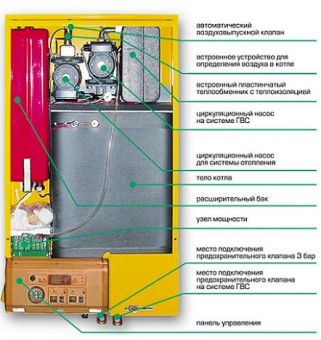 автоматический
воздуховыпускной клапан
встроенное устройство для
определения воздуха в котле
встроенный пластинчатый
теплообменник с теплоизоляцией
циркуляционный насос
на системе ГВС
циркуляционный насос
для системы отопления
тело котла
расширительный бак
узел мощности
место подключения
предохранительного клапана 3 бар
место подключения
предохранительного клапана
на системе ГВС
панель управления